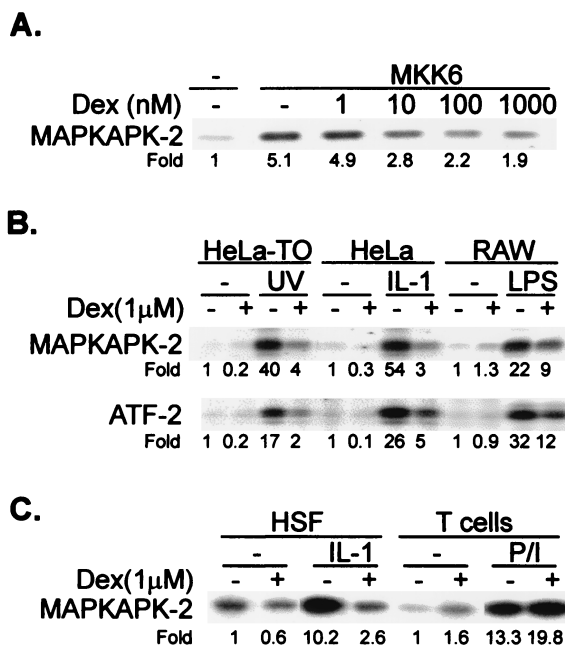 A.
- MKK6
Dex (nM) - - 1 10 100 1000
MAPKAPK-2
Fold 1 5.1 4.9 2.8 2.2 1.9
B.
HeLa-TO HeLa RAW
- UV - IL-1 - LPS
Dex(1μM) - + - + - + - + - + - +
MAPKAPK-2
Fold 1 0.2 40 4 1 0.3 54 3 1 1.3 22 9
ATF-2
Fold 1 0.2 17 2 1 0.1 26 5 1 0.9 32 12
C.
HSF T cells
- IL-1 - P/I
Dex(1μM) - + - + - + - +
MAPKAPK-2
Fold 1 0.6 10.2 2.6 1 1.6 13.3 19.8